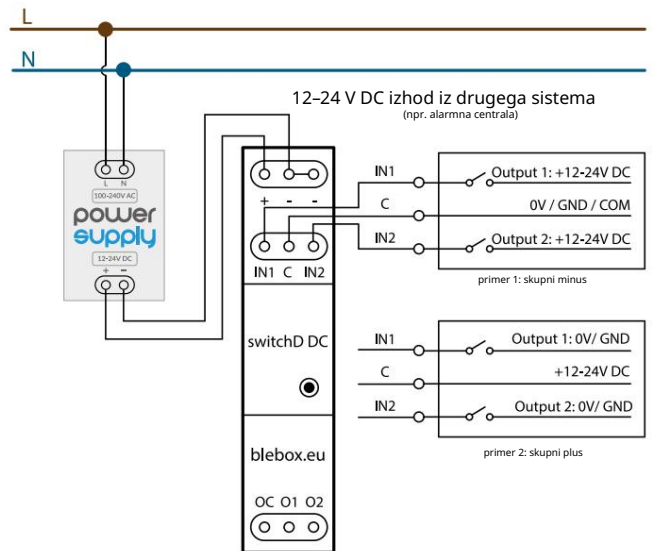 L
N
12–24 V DC izhod iz drugega sistema
(npr. alarmna centrala)
L N
100-240V AC
power
supply
12-24V DC
+ −
+ - -
IN1 C IN2
switchD DC
blebox.eu
OC O1 O2
IN1
Output 1: +12-24V DC
C
0V / GND / COM
IN2
Output 2: +12-24V DC
primer 1: skupni minus
IN1
Output 1: 0V/ GND
C
+12-24V DC
IN2
Output 2: 0V/ GND
primer 2: skupni plus